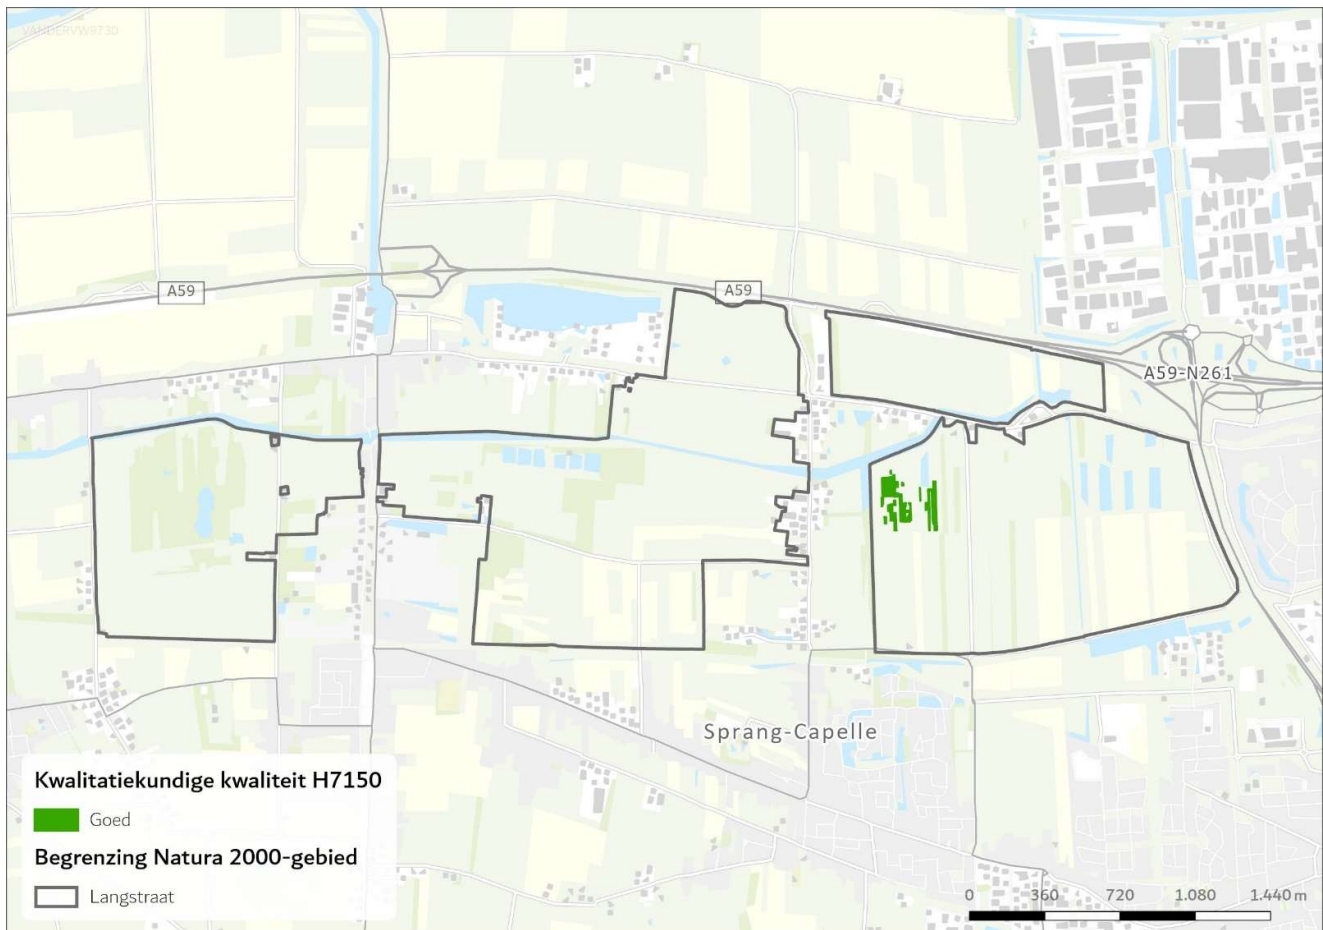 VANDERVW9730
A59
A59
A59-N261
Sprang-Capelle
Kwalitatiekundige kwaliteit H7150
Goed
Begrenzing Natura 2000-gebied
Langstraat
0 360 720 1.080 1.440 m